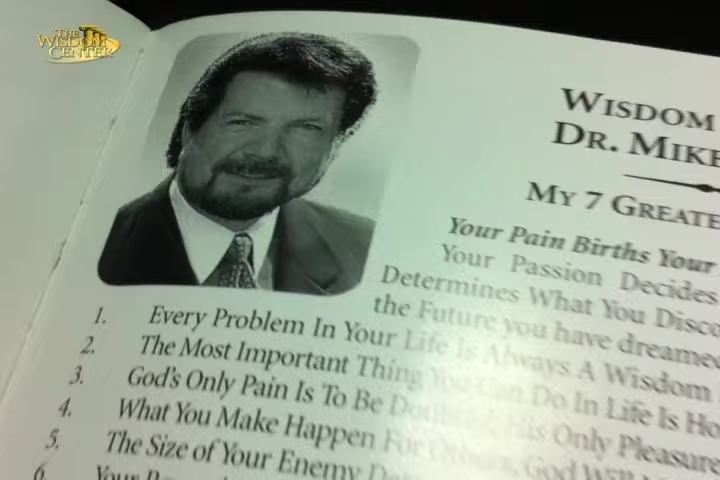 THE
WISDOM
CENTER
WISDOM
DR. MIKE
MY 7 GREATE
Your Pain Births Your
Your Passion Decides
Determines What You Disco
the Future you have dreamed
1. Every Problem In Your Life Is Always A Wisdom
2. The Most Important Thing You Can Do In Life Is Ho
3. God's Only Pain Is To Be Doubted, His Only Pleasure
4. What You Make Happen For Others, God Will
5. The Size of Your Enemy
6. Your